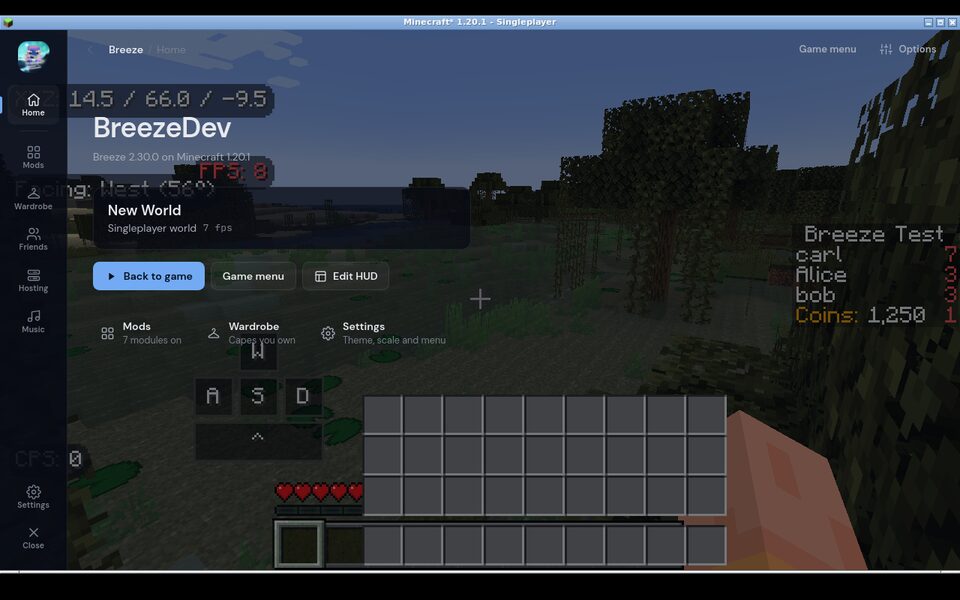 Minecraft* 1.20.1 - Singleplayer
Breeze / Home
Game menu
Options
14.5 / 66.0 / -9.5
Home
BreezeDev
Breeze 2.30.0 on Minecraft 1.20.1
FPS: 8
Mods
Facing: West
Wardrobe
New World
Singleplayer world 7 fps
Friends
Breeze Test
carl 7
Alice 3
bob 3
Coins: 1,250 1
Back to game
Game menu
Edit HUD
Hosting
Music
Mods
7 modules on
Wardrobe
Capes you own
Settings
Theme, scale and menu
W
A S D
^
CPS: 0
Settings
Close